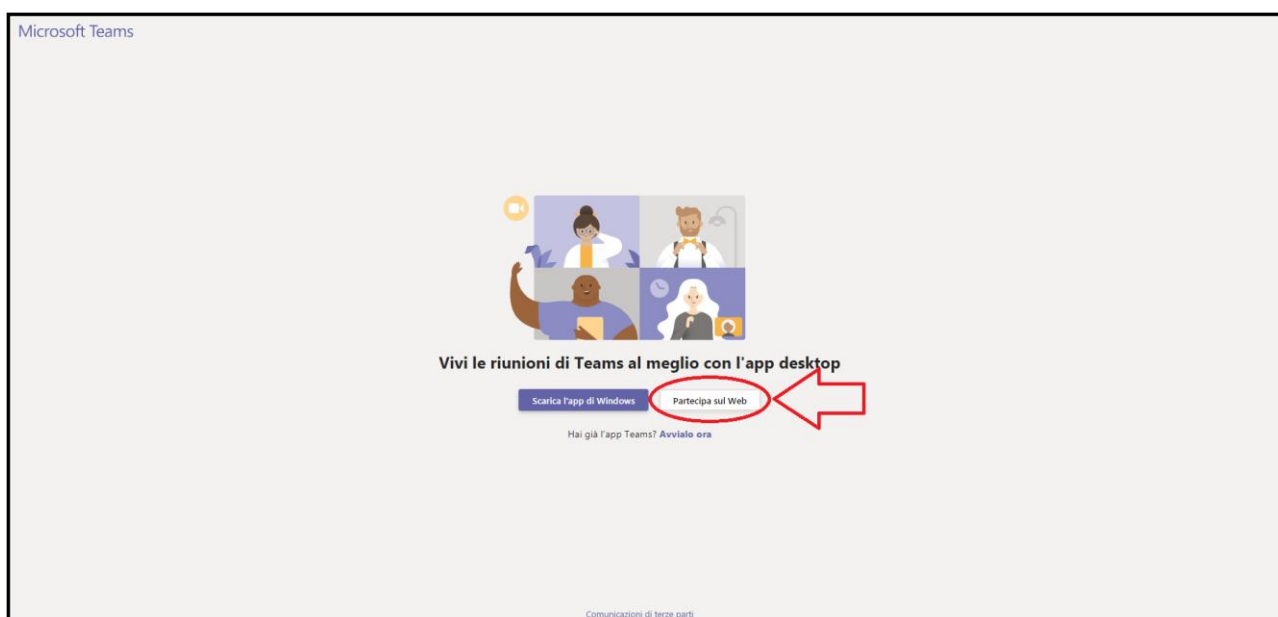 Microsoft Teams
Vivi le riunioni di Teams al meglio con l'app desktop
Scarica l'app di Windows
Partecipa sul Web
Hai già l'app Teams? Avvialo ora
Comunicazioni di terze parti